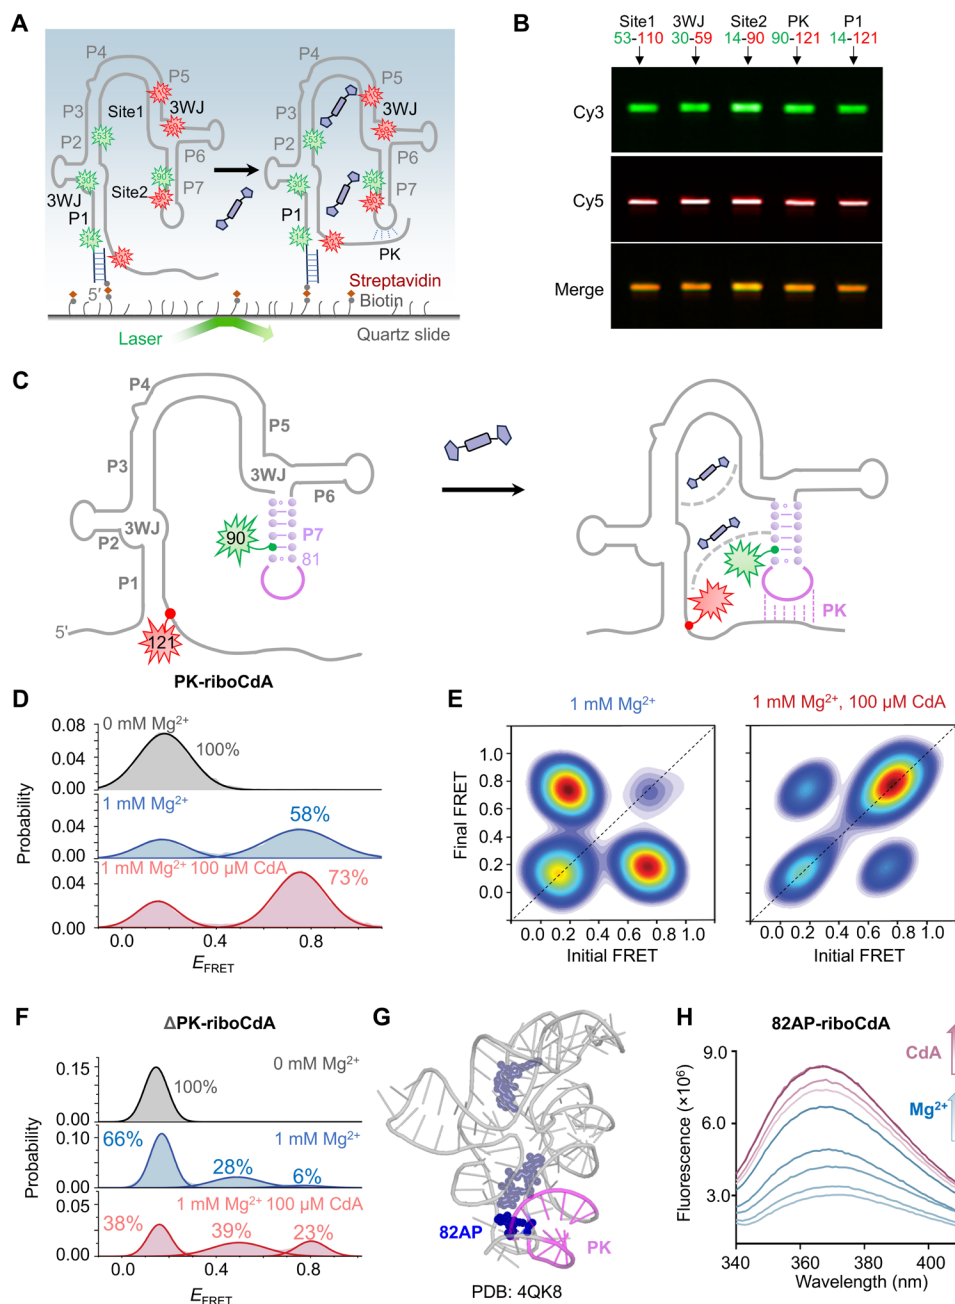 A
P4
P5
Site1
3WJ
P3
53
P2
P6
30
90
P7
Site2
3WJ
P1
14
5'
P4
P5
3WJ
P3
53
P2
P6
30
90
P7
P1
14
PK
Streptavidin
Biotin
Laser
Quartz slide
B
Site1 3WJ Site2 PK P1
53-110 30-59 14-90 90-121 14-121
Cy3
Cy5
Merge
C
P4
P5
P3
3WJ
P6
3WJ
P2
90
P7
81
P1
5'
121
PK
PK-riboCdA
D
0 mM Mg²⁺
100%
0.08
0.04
0.00
1 mM Mg²⁺
58%
0.04
0.00
1 mM Mg²⁺ 100 µM CdA
73%
0.04
0.00
Probability
0.0 0.4 0.8
EFRET
E
1 mM Mg²⁺
1 mM Mg²⁺, 100 µM CdA
Final FRET
1.0
0.8
0.6
0.4
0.2
0.0
0.0 0.2 0.4 0.6 0.8 1.0
0.0 0.2 0.4 0.6 0.8 1.0
Initial FRET
Initial FRET
F
ΔPK-riboCdA
0 mM Mg²⁺
0.15
100%
0.00
0.10
1 mM Mg²⁺
66%
28%
6%
0.00
0.05
1 mM Mg²⁺ 100 µM CdA
38%
39%
23%
0.00
Probability
0.0 0.4 0.8
EFRET
G
82AP
PK
PDB: 4QK8
H
82AP-riboCdA
CdA
Mg²⁺
Fluorescence (×10⁶)
9.0
6.0
3.0
340 360 380 400
Wavelength (nm)